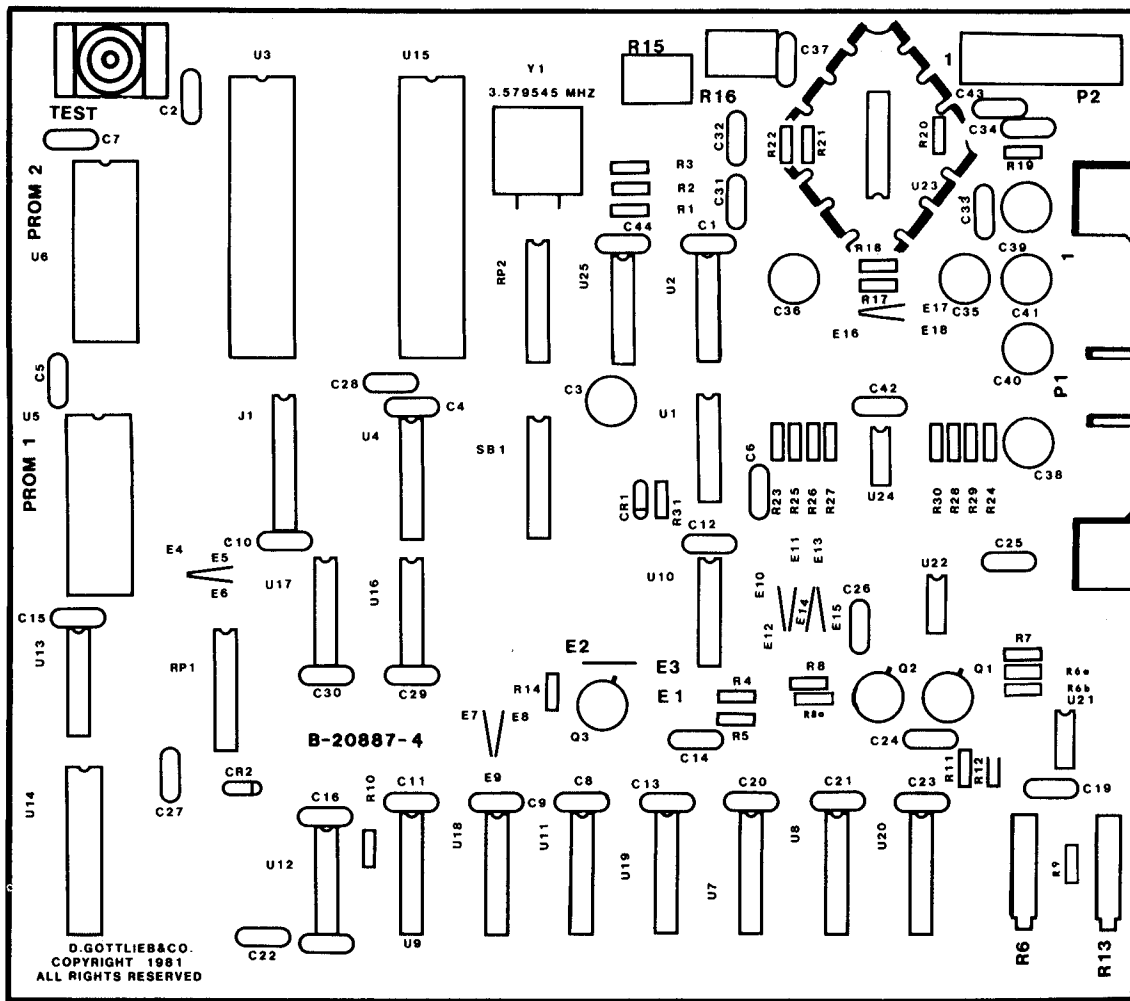 U3
U15
R15
C37
Y1
3.579545 MHZ
1
P2
TEST
C2
R16
C43
C7
C32
R22
R21
R20
C34
R19
PROM 2
R3
R2
R1
C31
U23
C33
U6
C44
C1
R18
C39
RP2
U25
U2
R17
1
C36
E17
C35
C41
E16
E18
C5
C28
C3
C40
P1
U5
J1
C4
U1
C42
U4
SB1
C38
PROM 1
C6
U24
CR1
R31
R23
R25
R26
R27
R30
R28
R29
R24
C10
C12
E11
E13
C25
E4
E5
E6
U17
U16
U10
E10
E12
E14
E15
C26
U22
C15
U13
RP1
E2
E3
R7
C30
C29
R14
E1
R4
R8
Q2
Q1
R6a
R6b
U21
E7
E8
R8a
Q3
R5
B-20887-4
C14
C24
R11
R12
CR2
C27
E9
C19
U14
C16
R10
C11
U18
C9
C8
U11
C13
C20
C21
U8
C23
U20
U12
U19
U7
R9
C22
U9
R6
R13
D.GOTTLIEB&CO.
COPYRIGHT 1981
ALL RIGHTS RESERVED